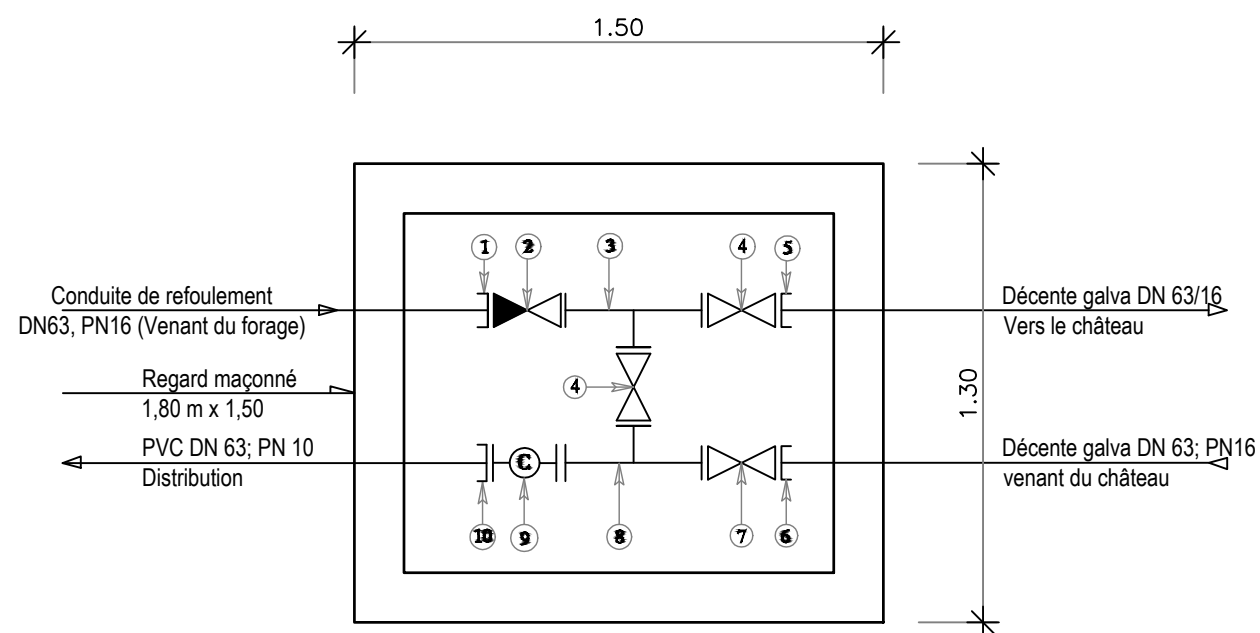 1.50
1
2
3
4
5
Conduite de refoulement
DN63, PN16 (Venant du forage)
Décente galva DN 63/16
Vers le château
Regard maçonné
1,80 m x 1,50
4
1.30
PVC DN 63; PN 10
Distribution
C
Décente galva DN 63; PN16
venant du château
10
9
8
7
6